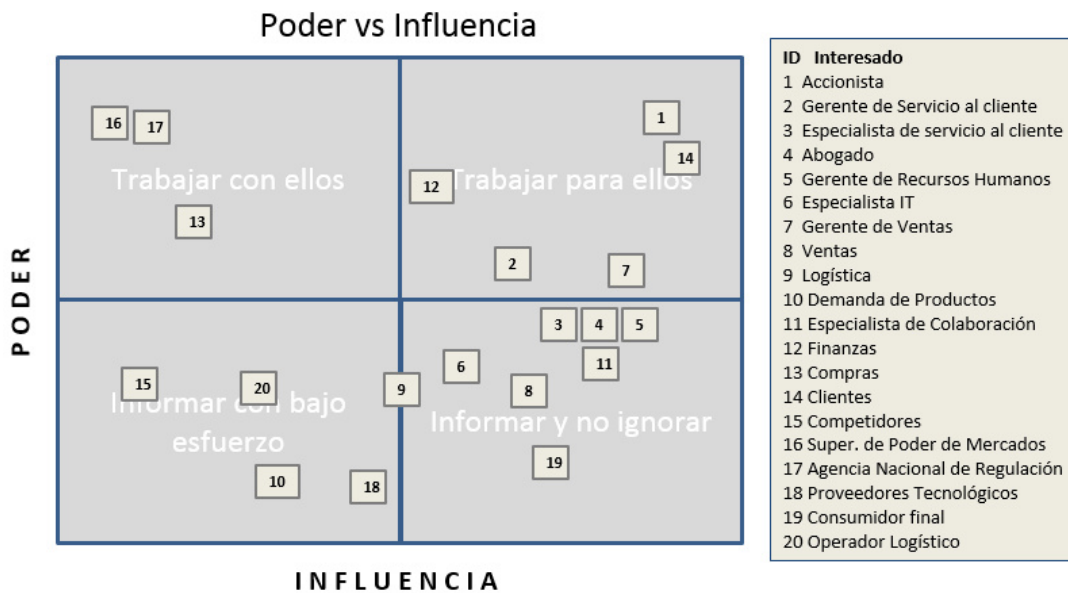 Poder vs Influencia
PODER
16
17
13
Trabajar con ellos
1
14
12
Trabajar para ellos
2
7
15
20
9
Informar con bajo
esfuerzo
10
18
3
4
5
6
11
8
Informar y no ignorar
19
INFLUENCIA
ID Interesado
1 Accionista
2 Gerente de Servicio al cliente
3 Especialista de servicio al cliente
4 Abogado
5 Gerente de Recursos Humanos
6 Especialista IT
7 Gerente de Ventas
8 Ventas
9 Logística
10 Demanda de Productos
11 Especialista de Colaboración
12 Finanzas
13 Compras
14 Clientes
15 Competidores
16 Super. de Poder de Mercados
17 Agencia Nacional de Regulación
18 Proveedores Tecnológicos
19 Consumidor final
20 Operador Logístico